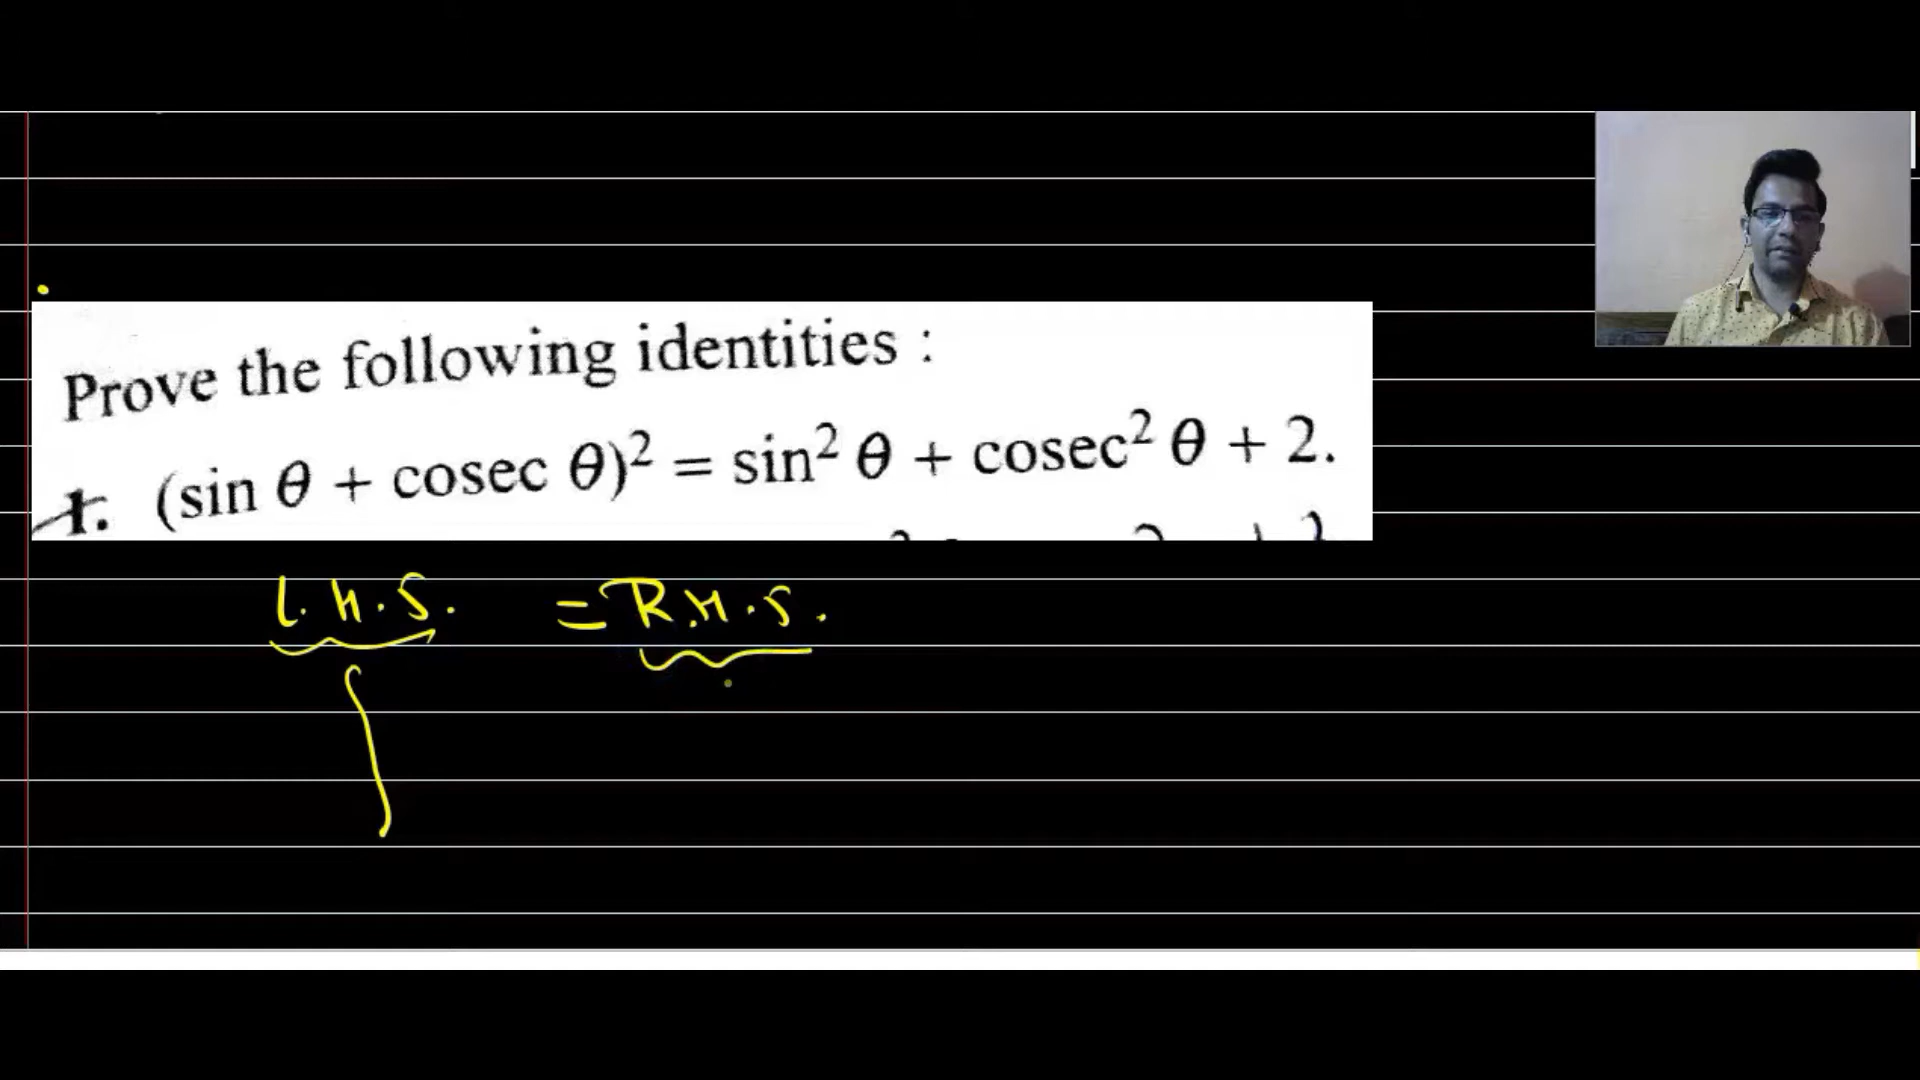 Prove the following identities :
1. (sin θ + cosec θ)² = sin² θ + cosec² θ + 2.
L.H.S. = R.H.S.